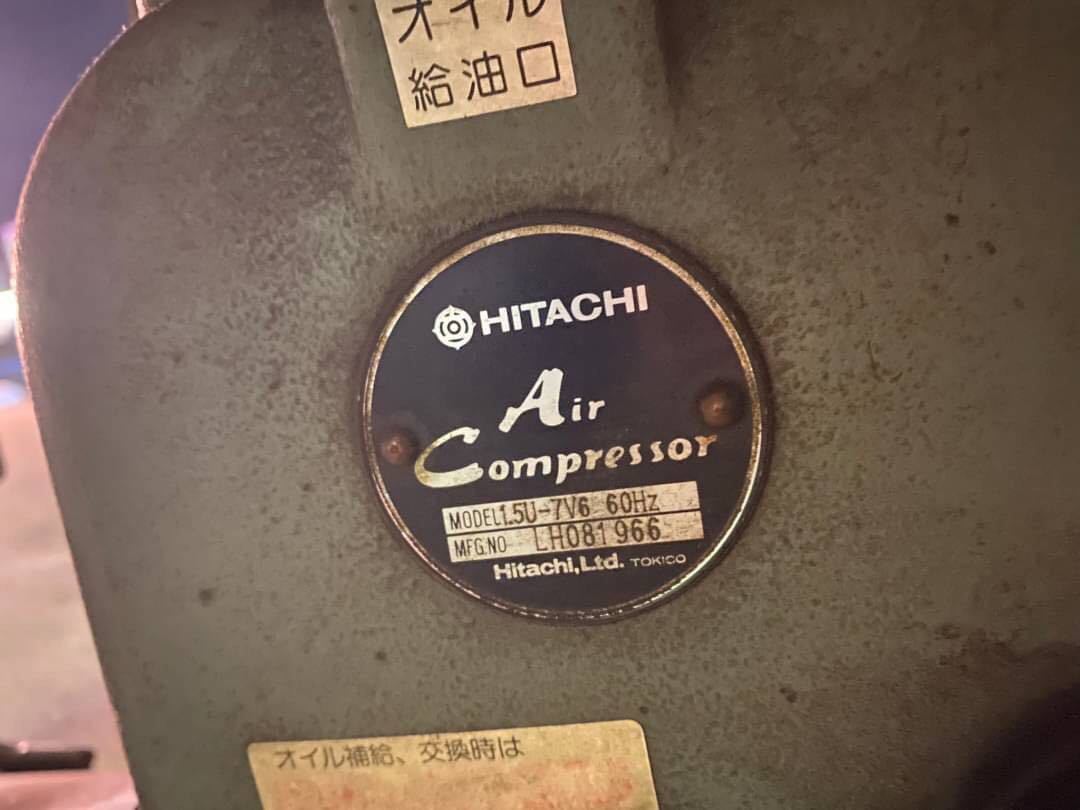 オイル
給油口
HITACHI
Air
Compressor
MODEL 1.5U-7V6 60Hz
MFG.NO LH081966
Hitachi,Ltd. TOKICO
オイル補給、交換時は